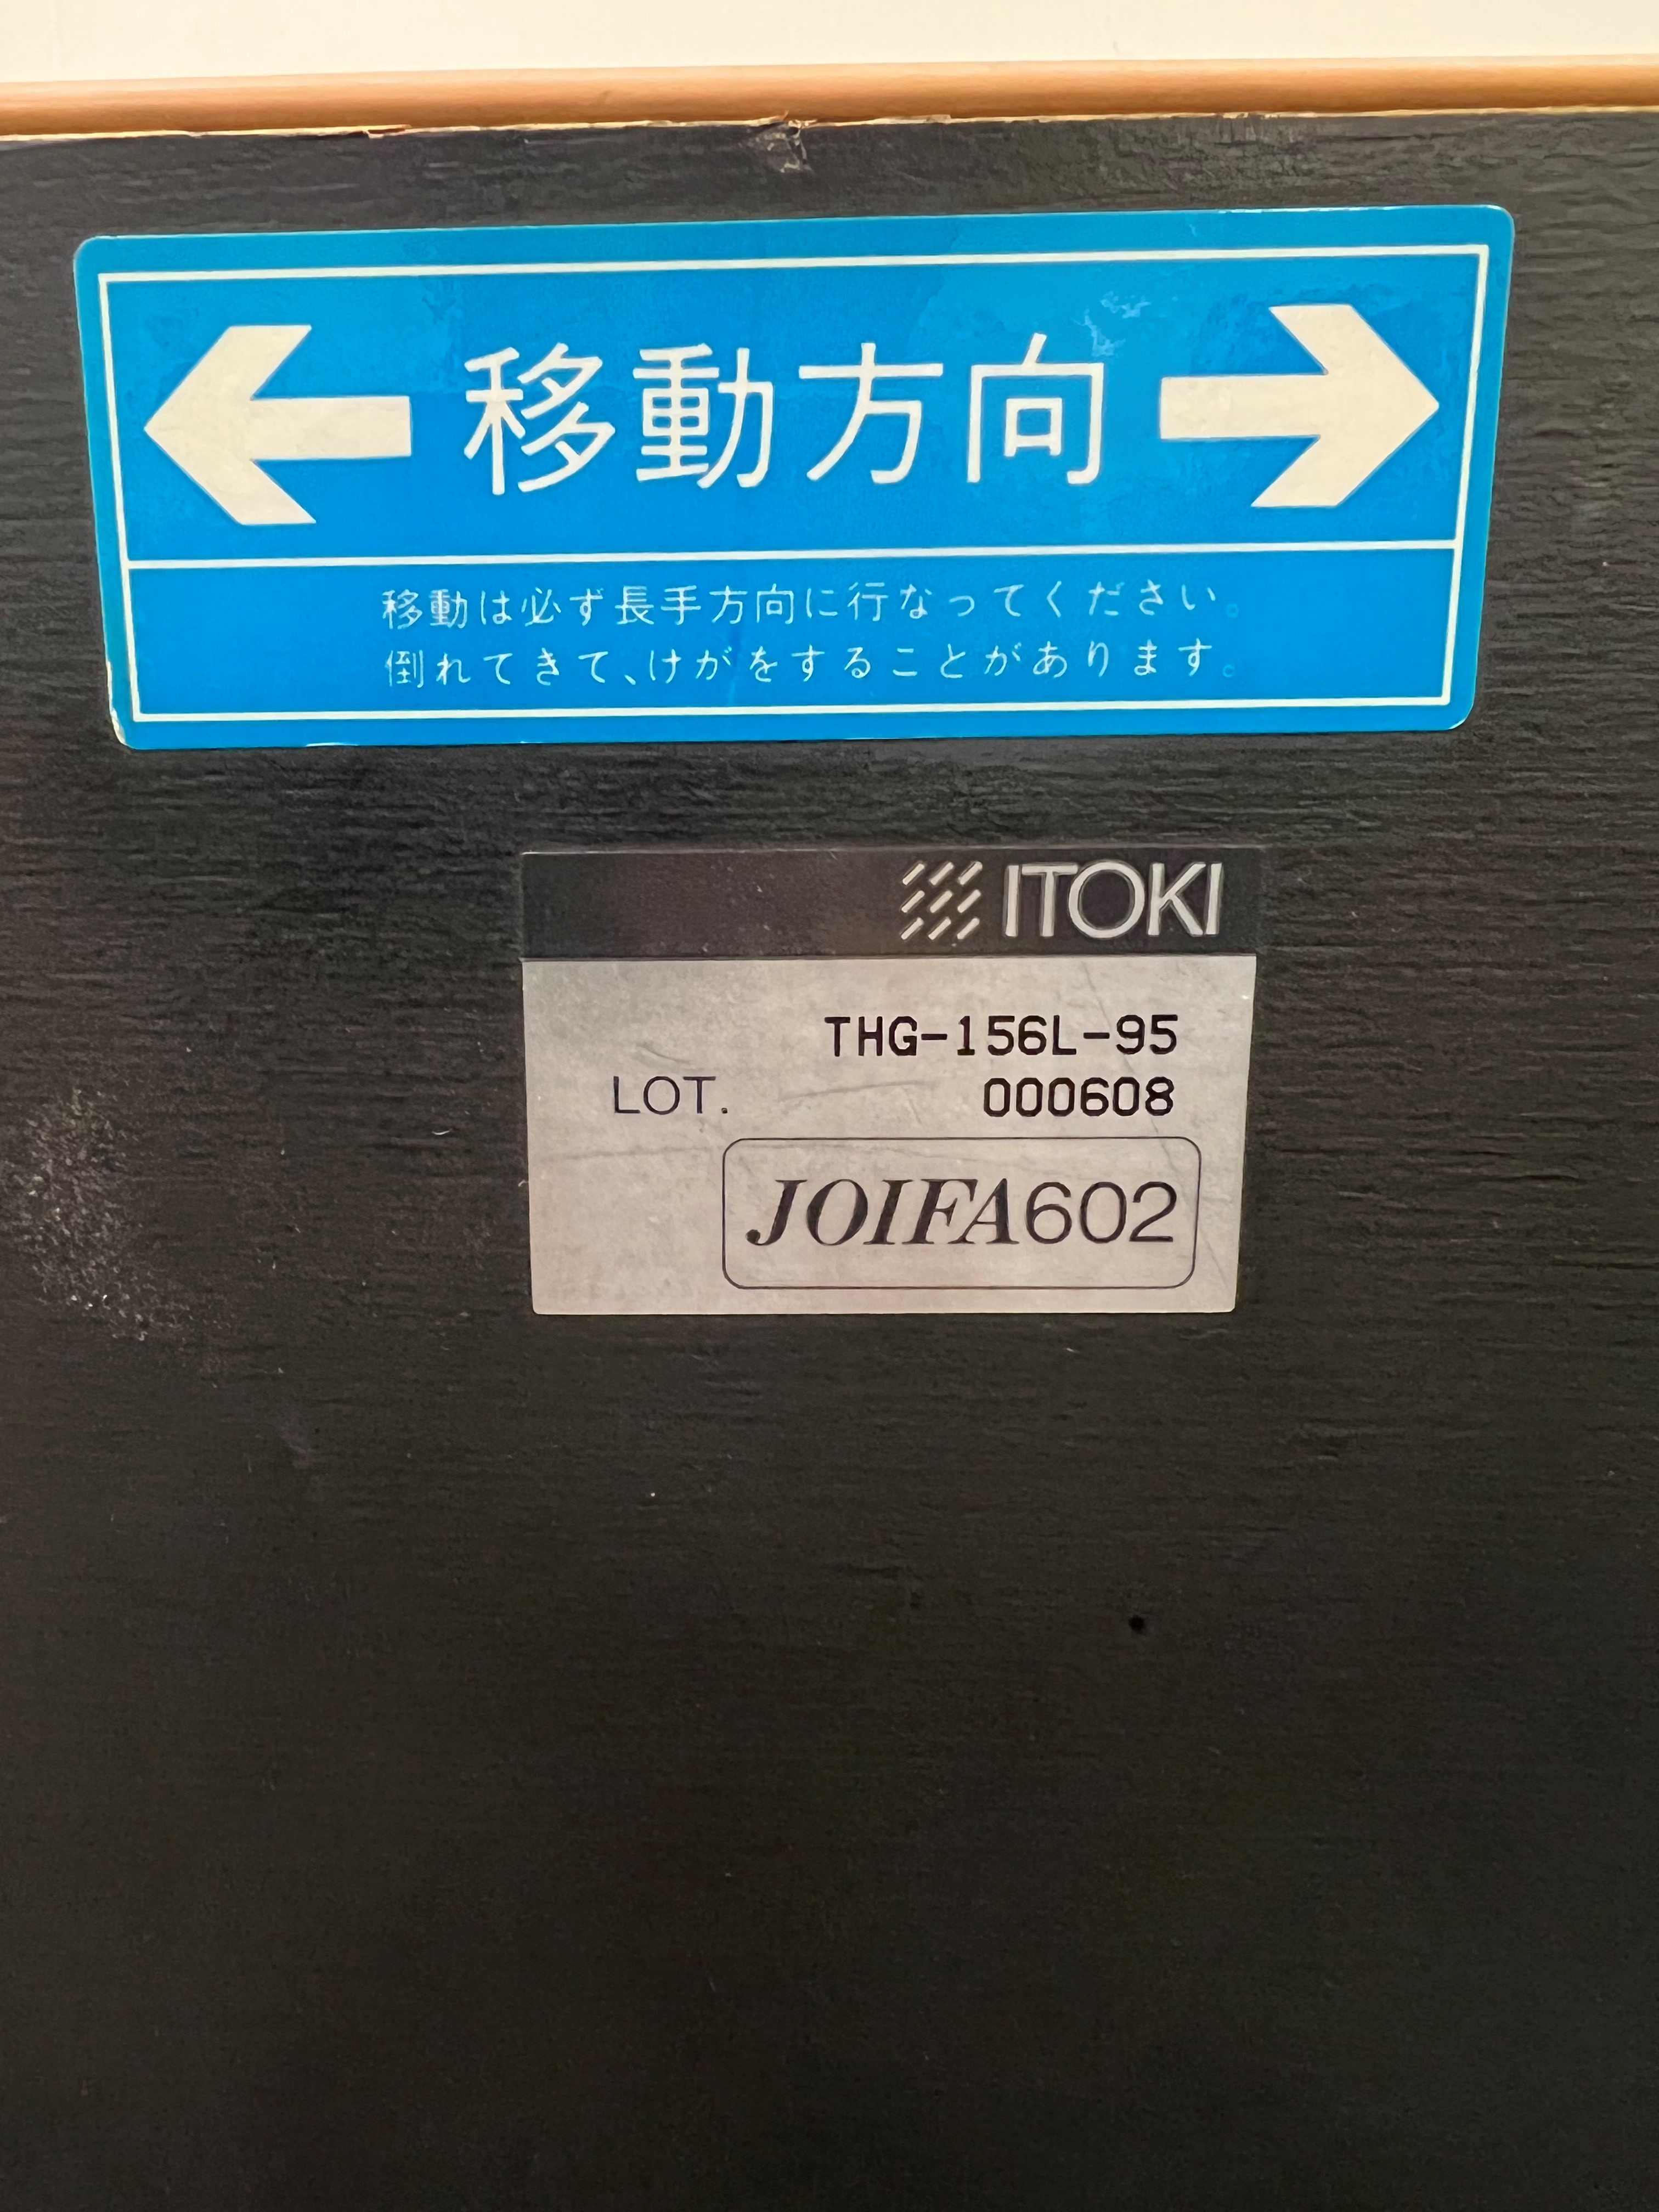 移動方向
移動は必ず長手方向に行なってください。
倒れてきて、けがをすることがあります。
ITOKI
THG-156L-95
LOT. 000608
JOIFA602